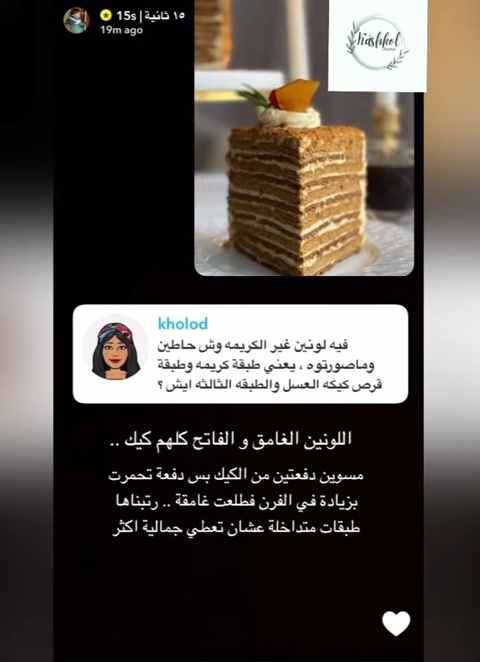 ١٥ ثانية | 15s
19m ago
Kashkol
kholod
فيه لونين غير الكريمه وش حاطين
وماصورتوه ، يعني طبقة كريمه وطبقة
قرص كيكه العسل والطبقه الثالثه ايش ؟
اللونين الغامق و الفاتح كلهم كيك ..
مسوين دفعتين من الكيك بس دفعة تحمرت
بزيادة في الفرن فطلعت غامقة .. رتبناها
طبقات متداخلة عشان تعطي جمالية اكثر